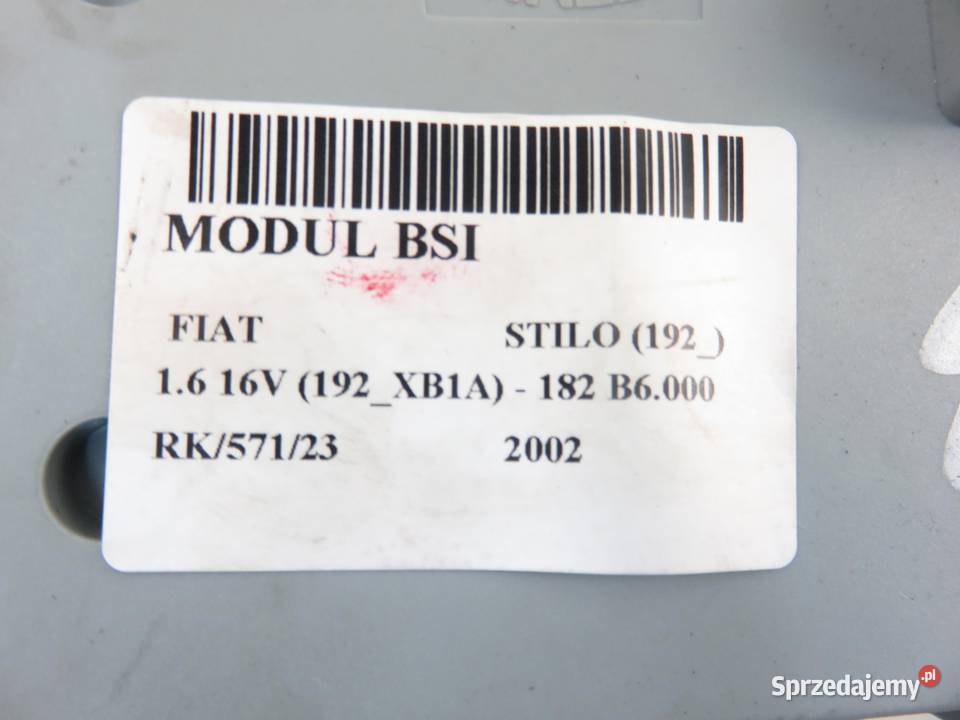 MODUL BSI
FIAT STILO (192_)
1.6 16V (192_XB1A) - 182 B6.000
RK/571/23 2002
Sprzedajemy.pl